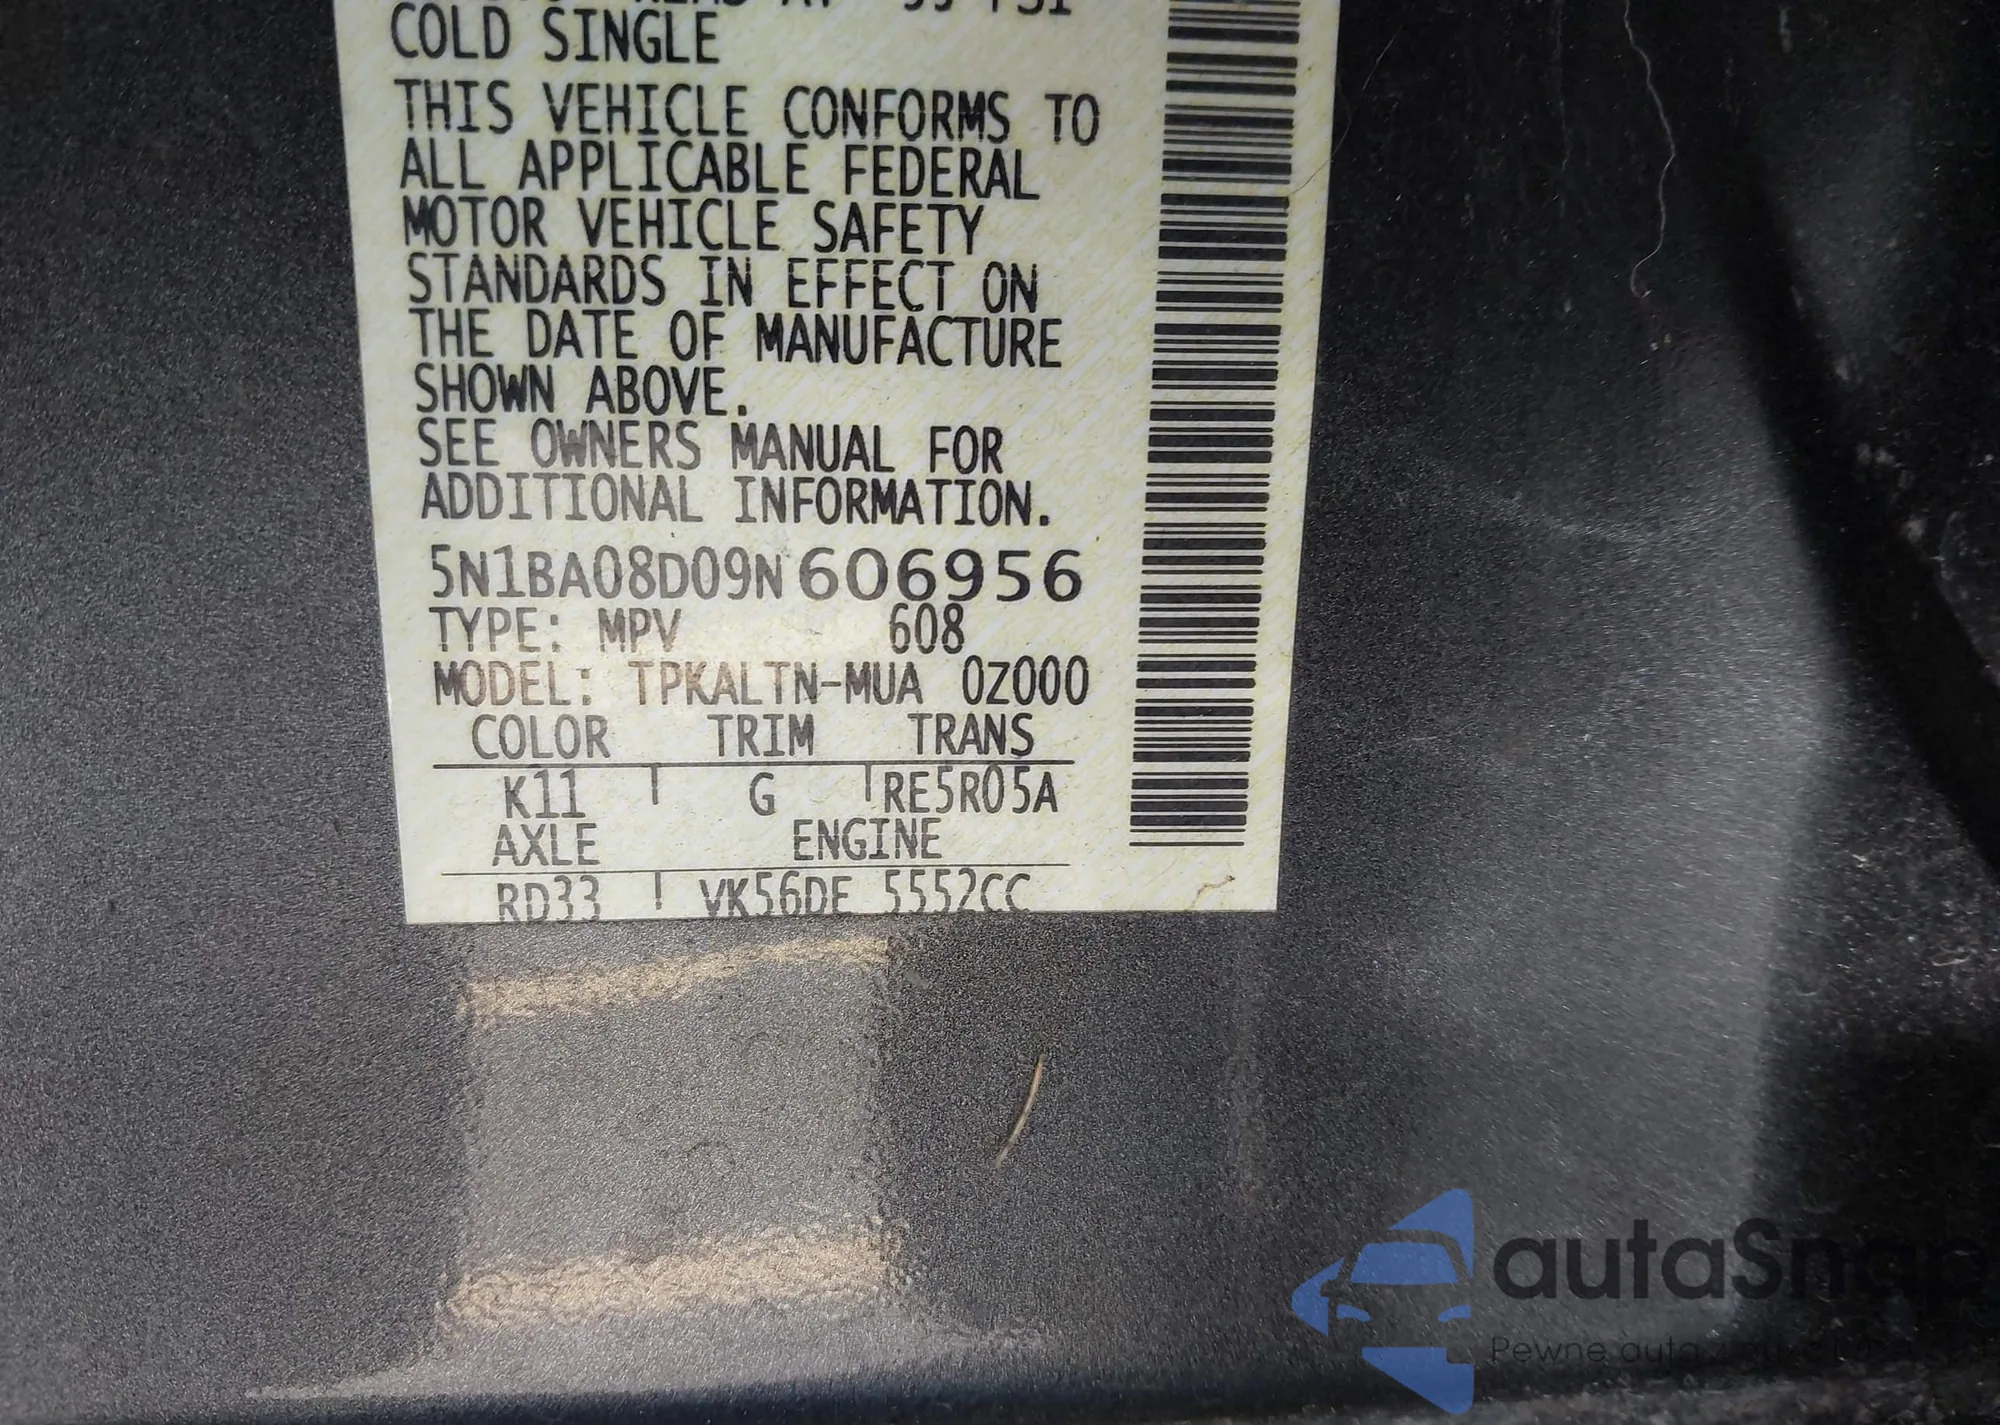 COLD SINGLE
THIS VEHICLE CONFORMS TO
ALL APPLICABLE FEDERAL
MOTOR VEHICLE SAFETY
STANDARDS IN EFFECT ON
THE DATE OF MANUFACTURE
SHOWN ABOVE.
SEE OWNERS MANUAL FOR
ADDITIONAL INFORMATION.
5N1BA08D09N606956
TYPE: MPV 608
MODEL: TPKALTN-MUA 0Z000
COLOR TRIM TRANS
K11 G RE5R05A
AXLE ENGINE
RD33 VK56DE 5552CC
autaSnap
Pewne auta z